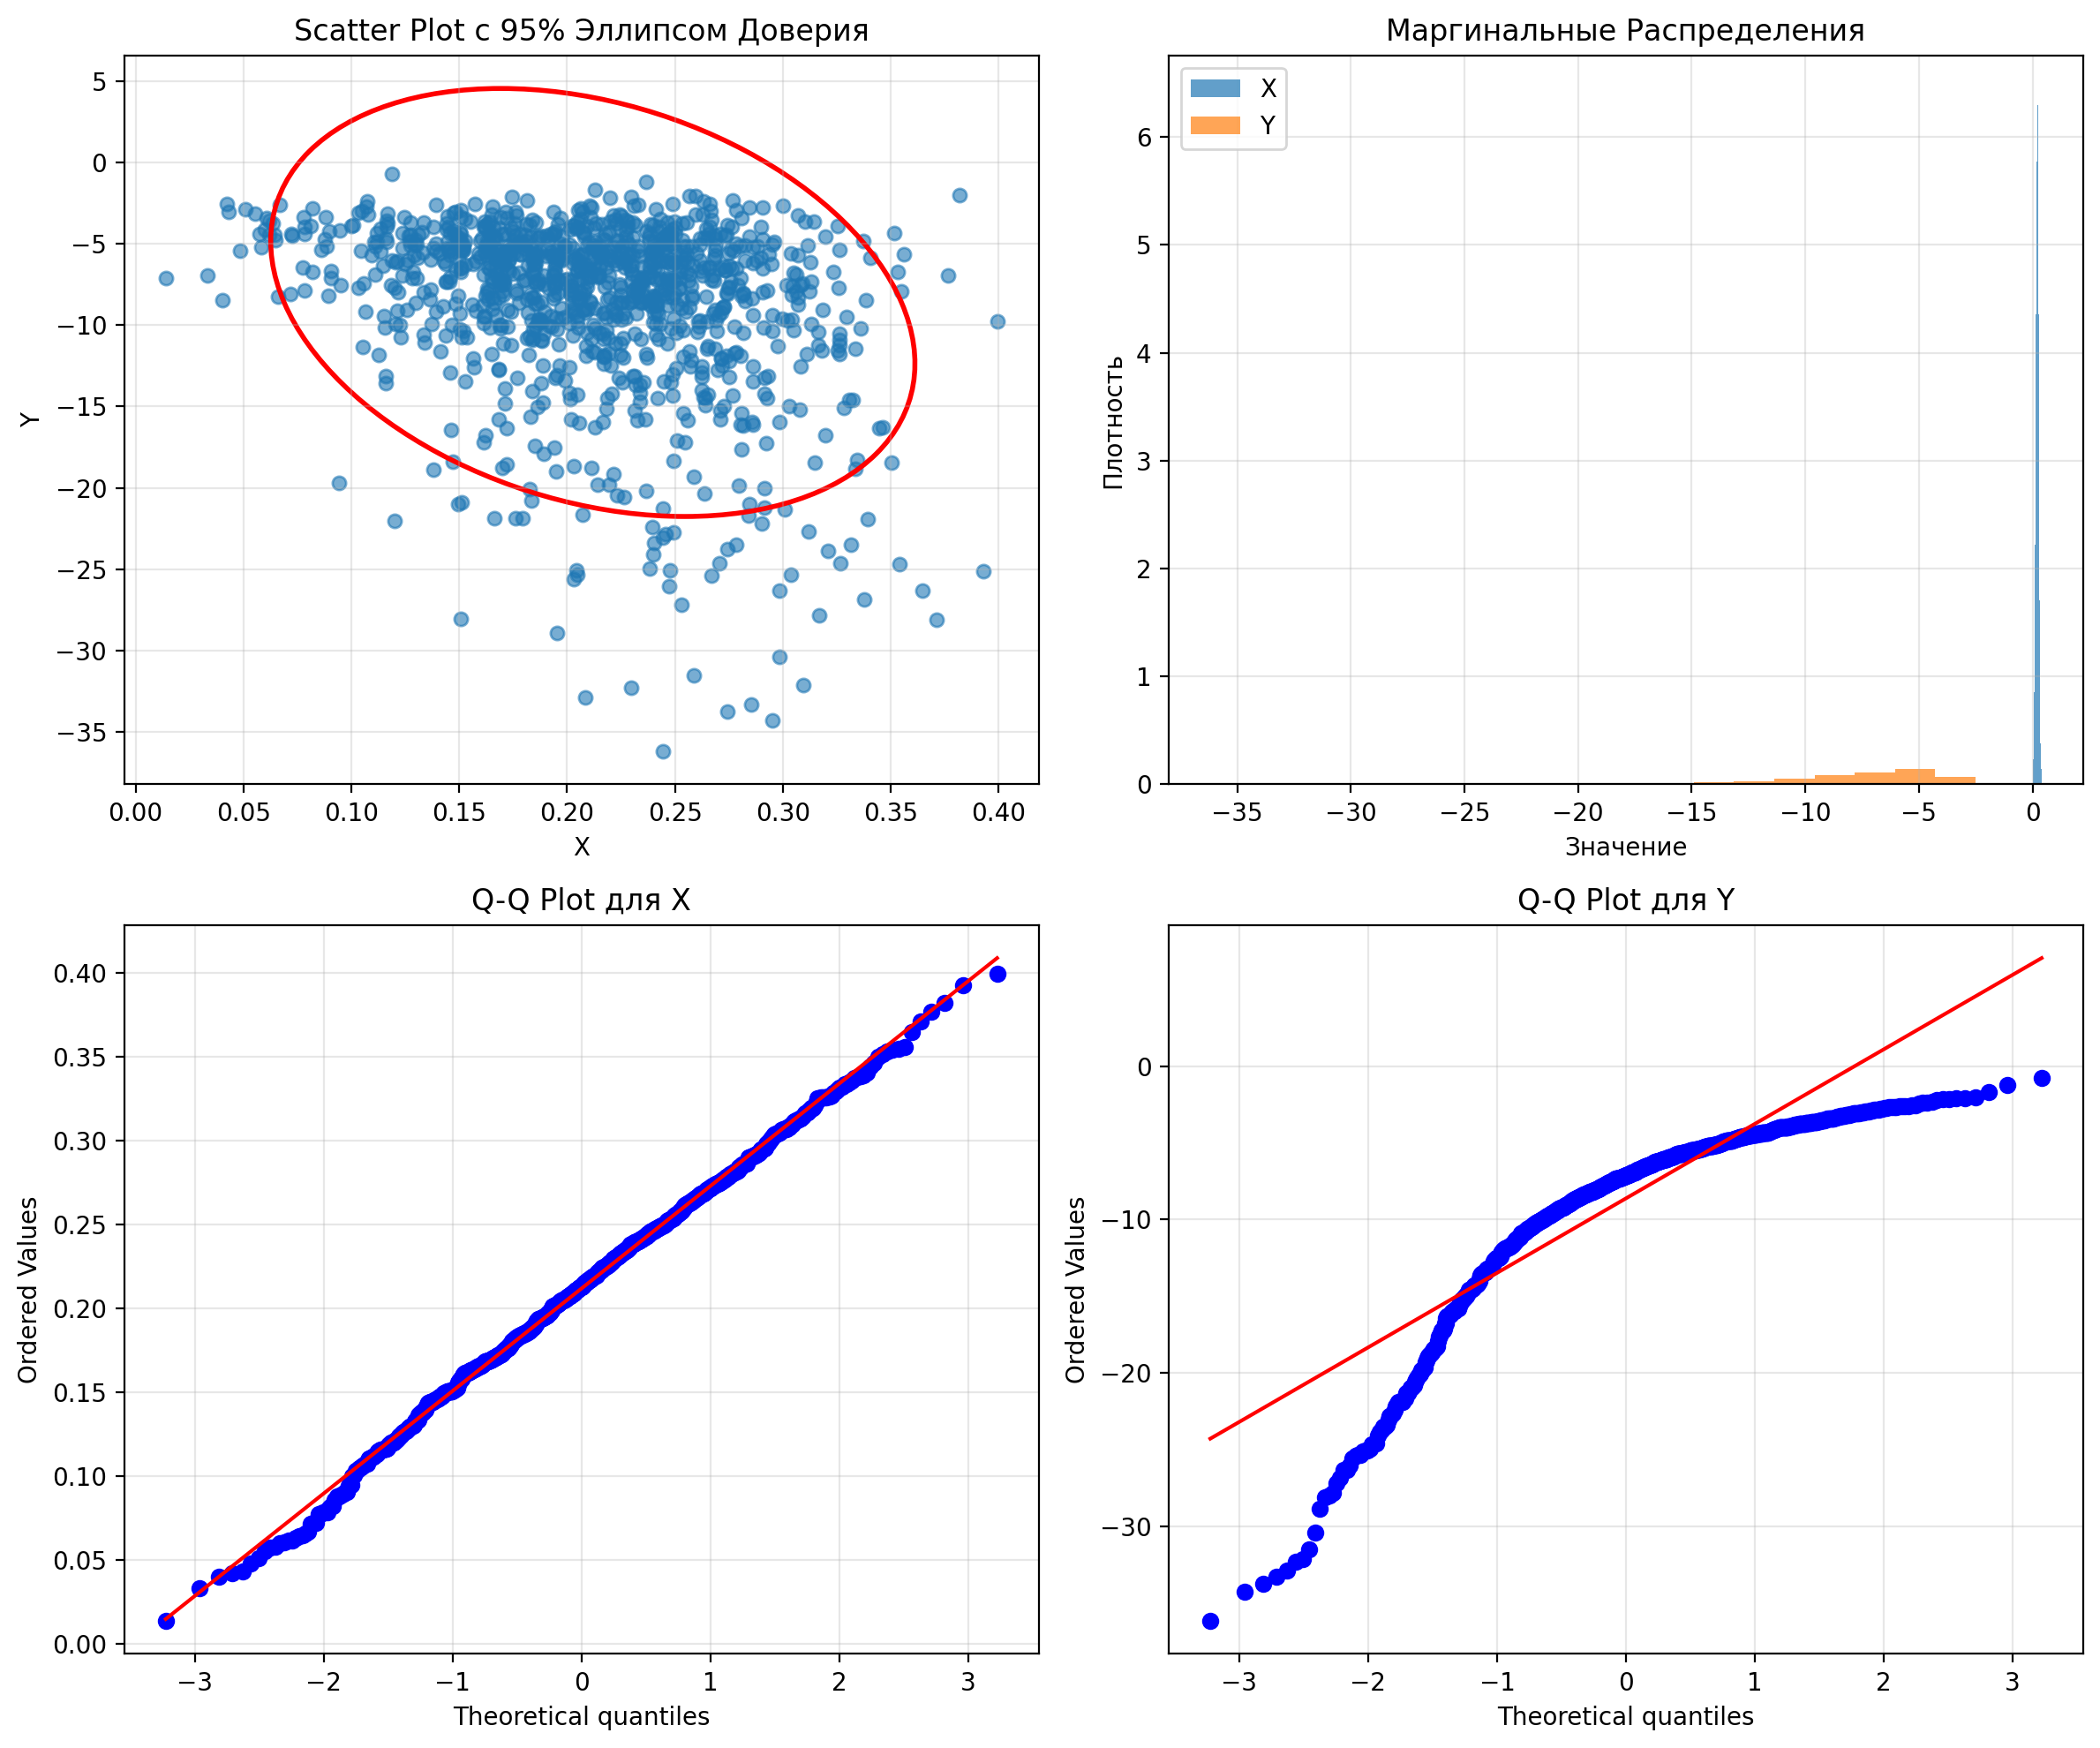 Scatter Plot с 95% Эллипсом Доверия
5
0
−5
−10
−15
−20
−25
−30
−35
Y
0.00 0.05 0.10 0.15 0.20 0.25 0.30 0.35 0.40
X
Маргинальные Распределения
X
Y
6
5
4
3
2
1
0
Плотность
−35 −30 −25 −20 −15 −10 −5 0
Значение
Q-Q Plot для X
0.40
0.35
0.30
0.25
0.20
0.15
0.10
0.05
0.00
Ordered Values
−3 −2 −1 0 1 2 3
Theoretical quantiles
Q-Q Plot для Y
0
−10
−20
−30
Ordered Values
−3 −2 −1 0 1 2 3
Theoretical quantiles